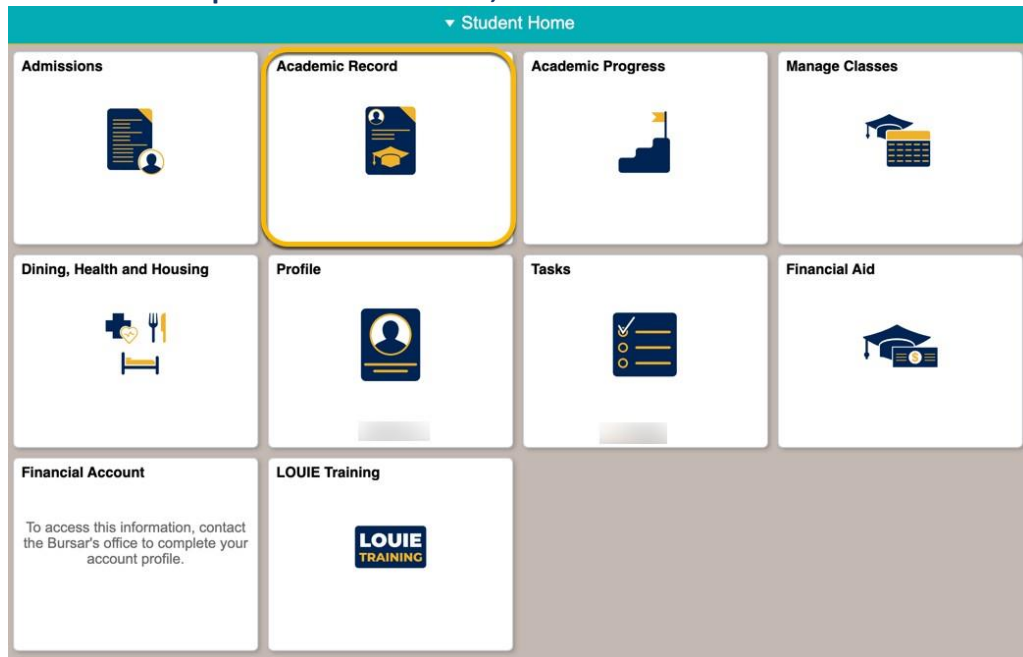 Student Home
Admissions
Academic Record
Academic Progress
Manage Classes
Dining, Health and Housing
Profile
Tasks
Financial Aid
$
Financial Account
LOUIE Training
To access this information, contact
the Bursar's office to complete your
account profile.
LOUIE
TRAINING